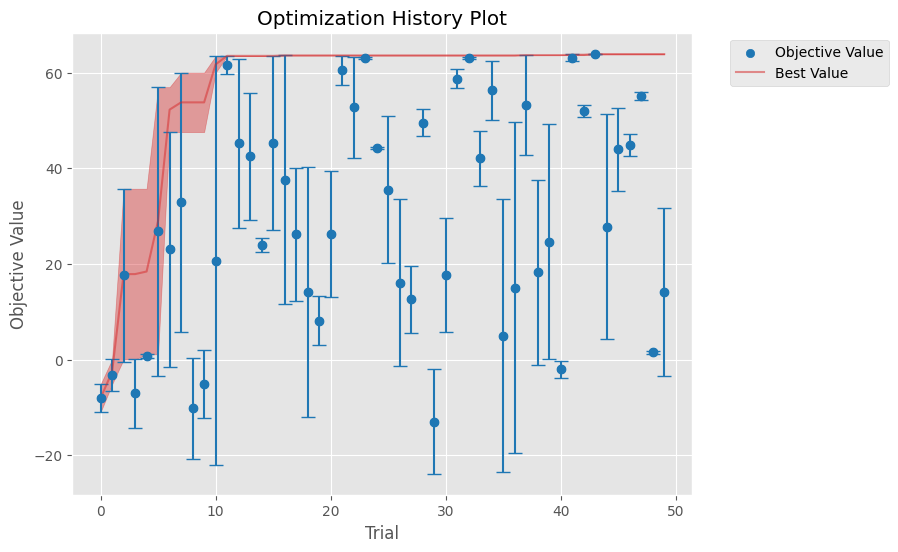 Optimization History Plot
Objective Value
Best Value
Objective Value
60
40
20
0
−20
0 10 20 30 40 50
Trial